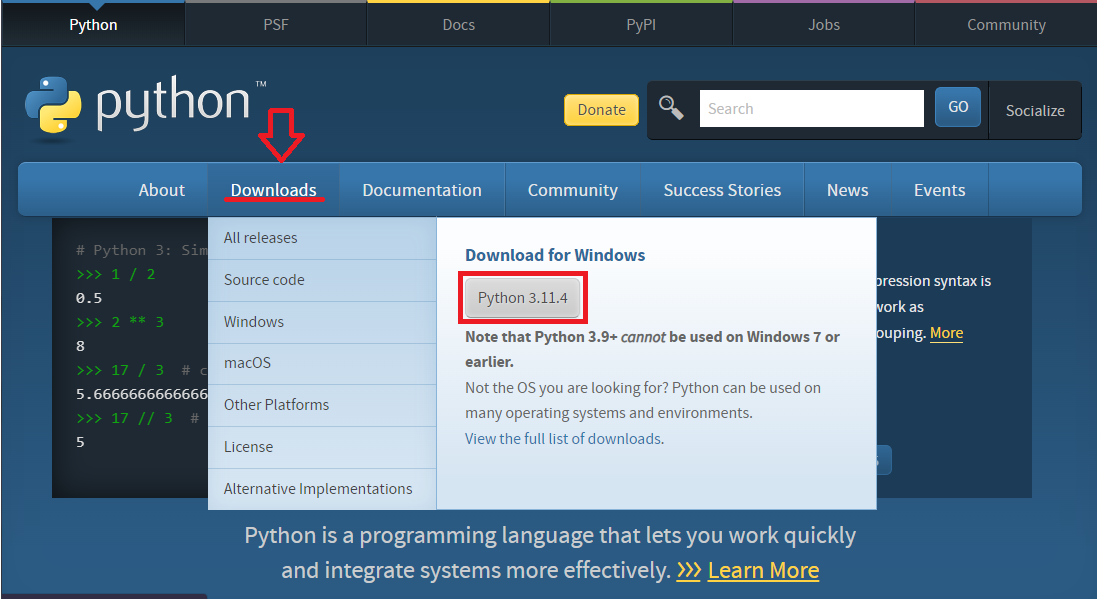 Python
PSF
Docs
PyPI
Jobs
Community
python™
Donate
Search
GO
Socialize
About
Downloads
Documentation
Community
Success Stories
News
Events
# Python 3: Sim
>>> 1 / 2
0.5
>>> 2 ** 3
8
>>> 17 / 3 # c
5.6666666666666
>>> 17 // 3 #
5
All releases
Source code
Windows
macOS
Other Platforms
License
Alternative Implementations
Download for Windows
Python 3.11.4
Note that Python 3.9+ cannot be used on Windows 7 or
earlier.
Not the OS you are looking for? Python can be used on
many operating systems and environments.
View the full list of downloads.
pression syntax is
work as
ouping. More
Python is a programming language that lets you work quickly
and integrate systems more effectively. >>> Learn More